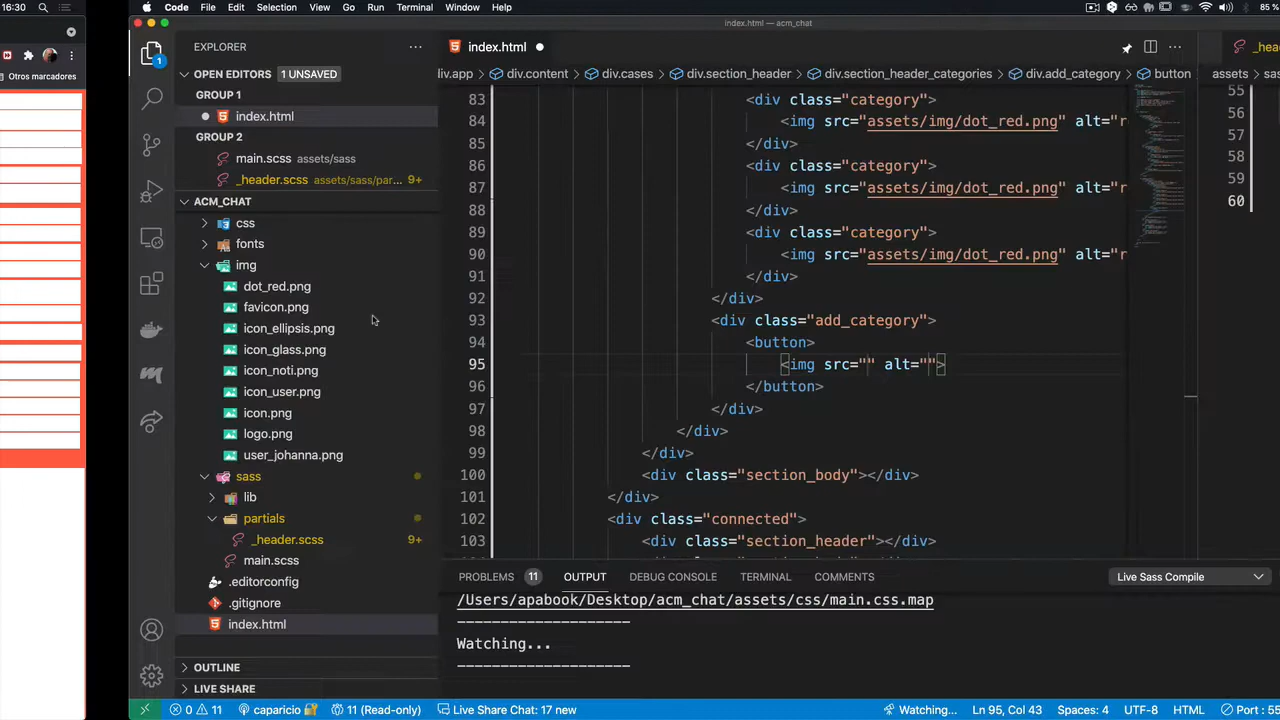 16:30
Code File Edit Selection View Go Run Terminal Window Help
85 %
Otros marcadores
index.html — acm_chat
EXPLORER
OPEN EDITORS 1 UNSAVED
GROUP 1
index.html
GROUP 2
main.scss assets/sass
_header.scss assets/sass/par... 9+
ACM_CHAT
css
fonts
img
dot_red.png
favicon.png
icon_ellipsis.png
icon_glass.png
icon_noti.png
icon_user.png
icon.png
logo.png
user_johanna.png
sass
lib
partials
_header.scss 9+
main.scss
.editorconfig
.gitignore
index.html
OUTLINE
LIVE SHARE
1
index.html
div.app > div.content > div.cases > div.section_header > div.section_header_categories > div.add_category > button
83 <div class="category">
84 <img src="assets/img/dot_red.png" alt="r
85 </div>
86 <div class="category">
87 <img src="assets/img/dot_red.png" alt="r
88 </div>
89 <div class="category">
90 <img src="assets/img/dot_red.png" alt="r
91 </div>
92 </div>
93 <div class="add_category">
94 <button>
95 <img src="" alt="">
96 </button>
97 </div>
98 </div>
99 </div>
100 <div class="section_body"></div>
101 </div>
102 <div class="connected">
103 <div class="section_header"></div>
_hea
assets > sas
55
56
57
58
59
60
PROBLEMS 11 OUTPUT DEBUG CONSOLE TERMINAL COMMENTS
Live Sass Compile
/Users/apabook/Desktop/acm_chat/assets/css/main.css.map
--------------------
Watching...
--------------------
0 11 caparicio 11 (Read-only) Live Share Chat: 17 new Watching... Ln 95, Col 43 Spaces: 4 UTF-8 HTML Port : 55